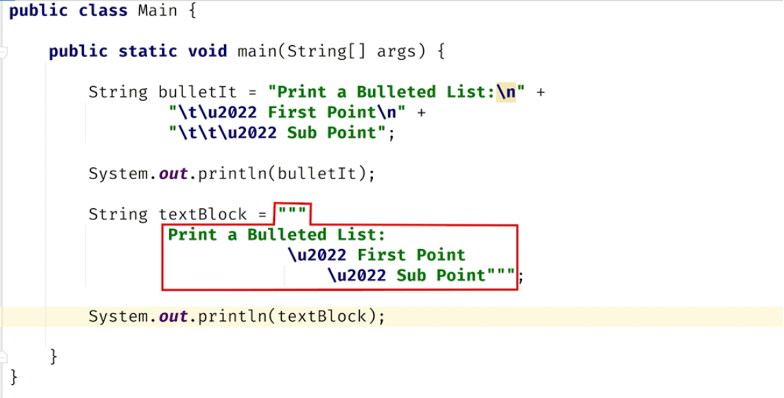 public class Main {
public static void main(String[] args) {
String bulletIt = "Print a Bulleted List:\n" +
"\t\u2022 First Point\n" +
"\t\t\u2022 Sub Point";
System.out.println(bulletIt);
String textBlock = """
Print a Bulleted List:
\u2022 First Point
\u2022 Sub Point""";
System.out.println(textBlock);
}
}